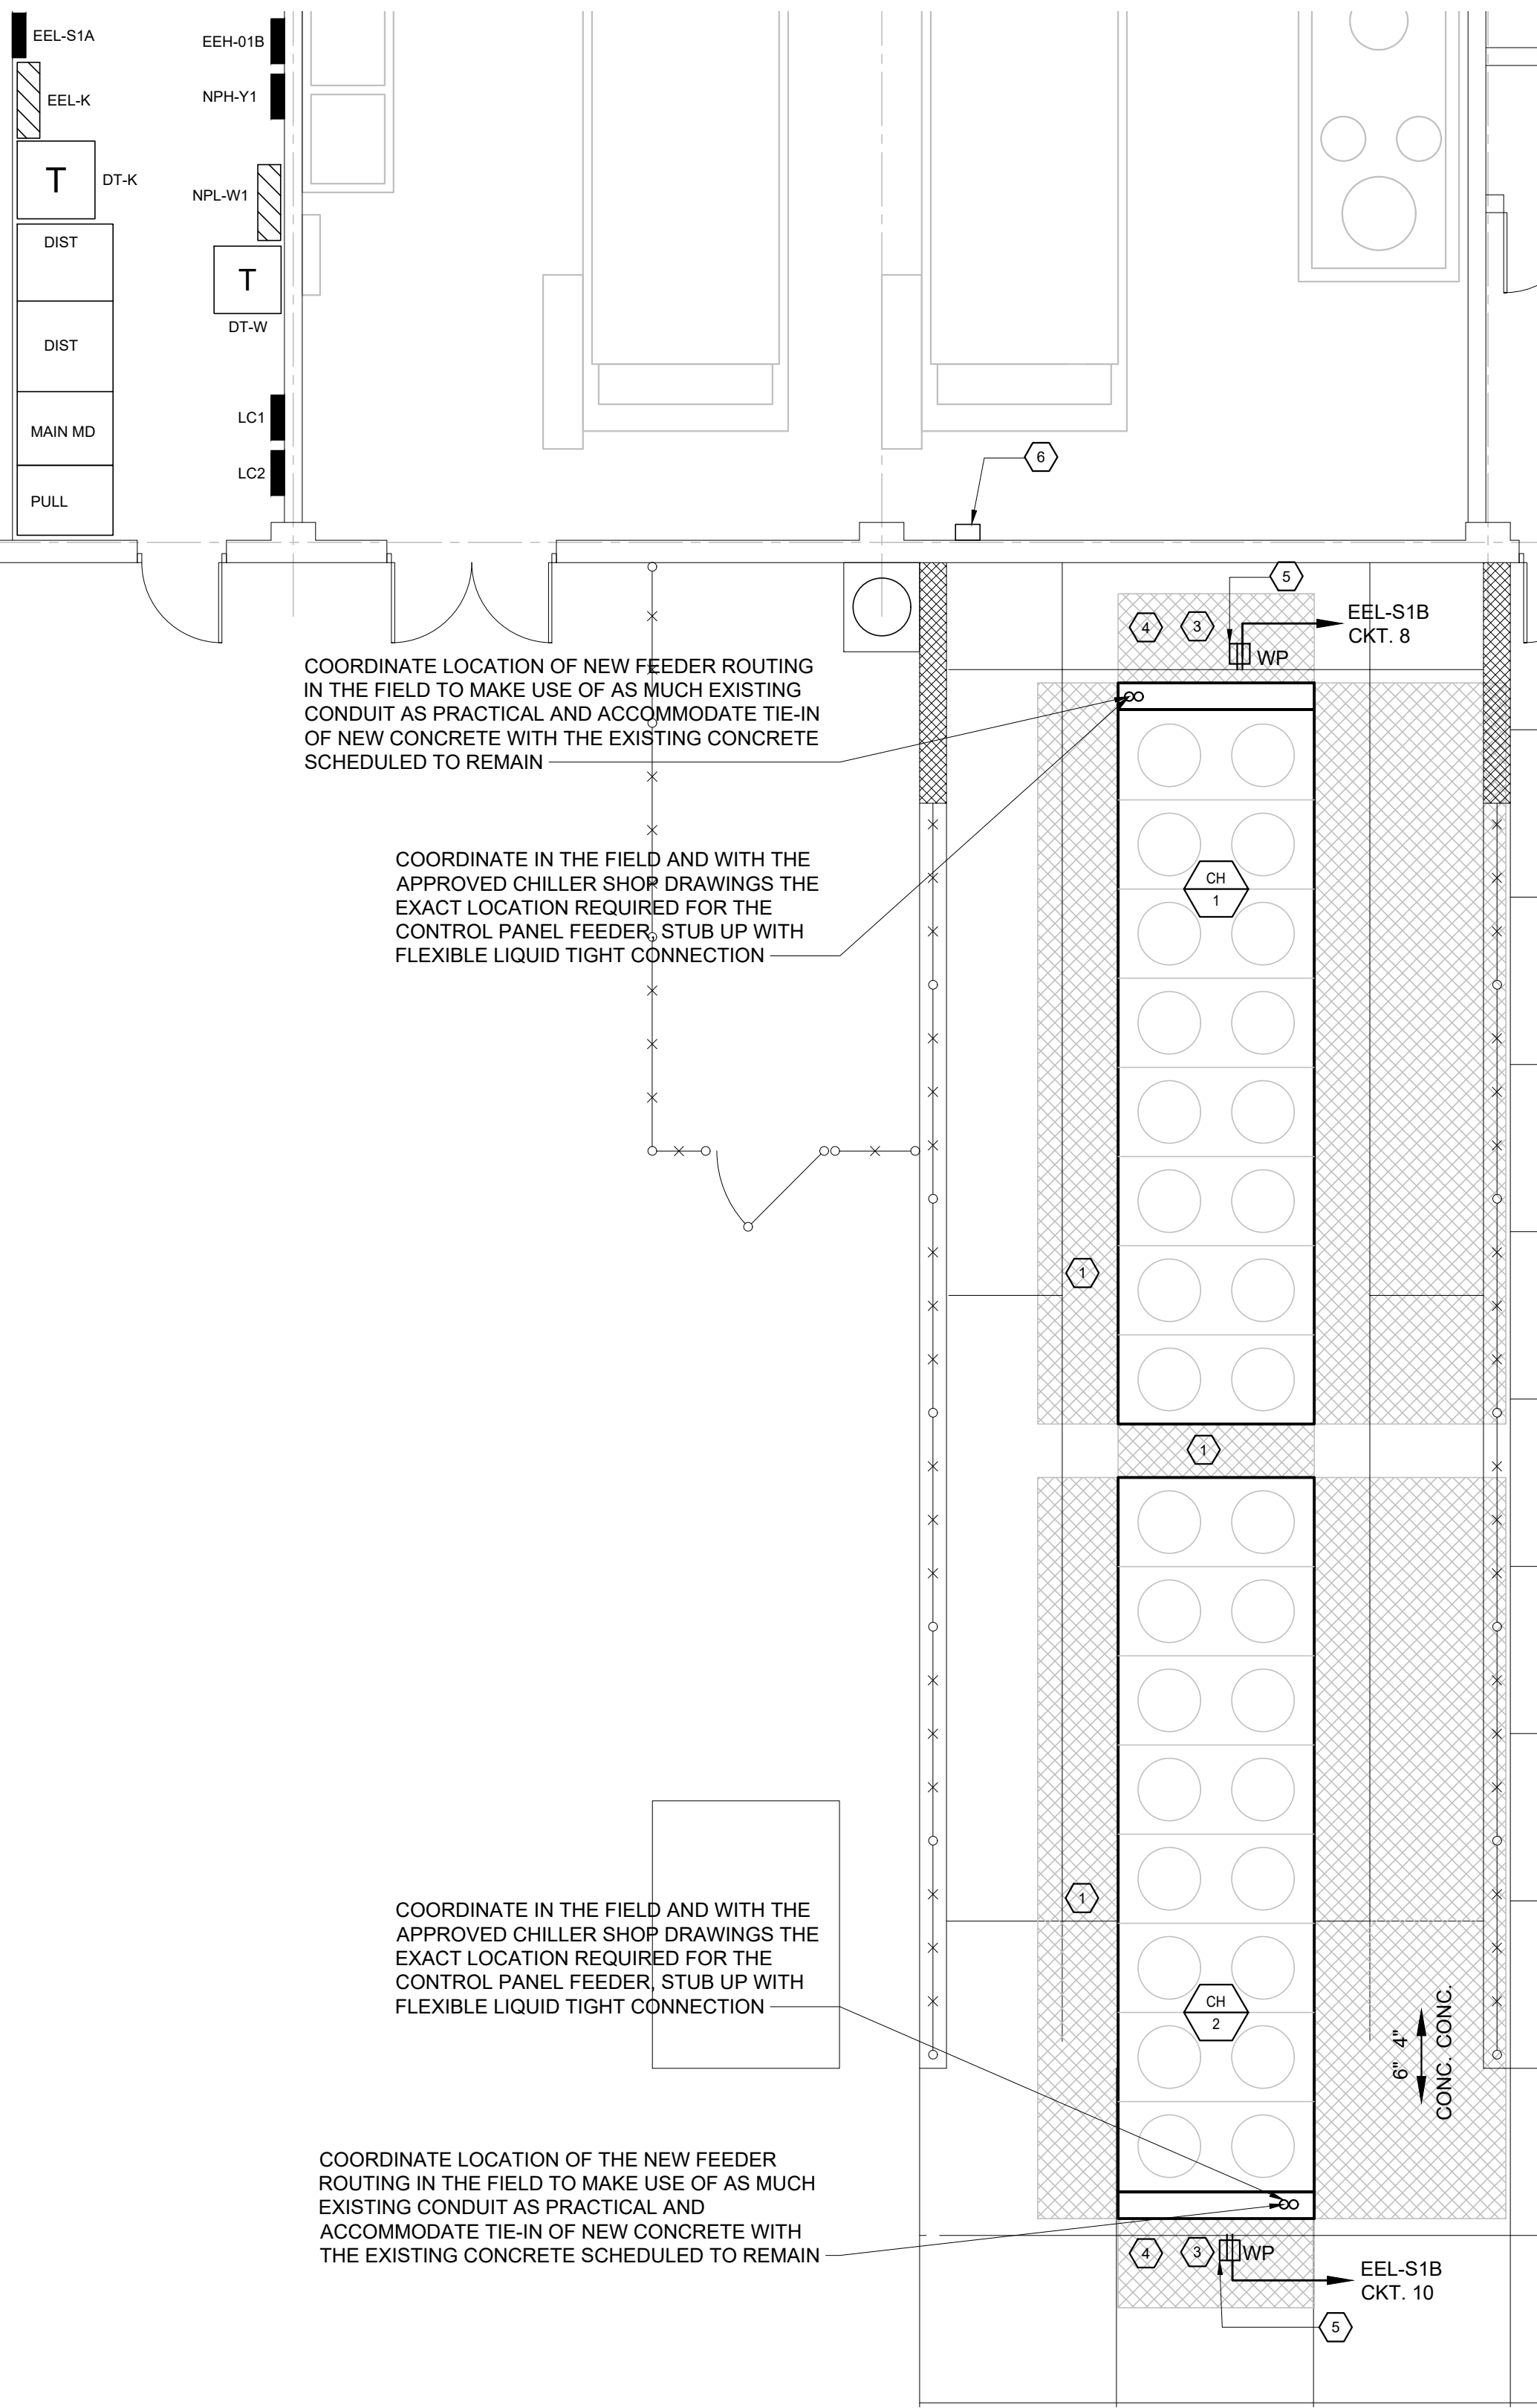 EEL-S1A
EEH-01B
EEL-K
NPH-Y1
T
DT-K
NPL-W1
DIST
T
DT-W
DIST
LC1
MAIN MD
6
LC2
PULL
5
EEL-S1B
CKT. 8
4
3
WP
COORDINATE LOCATION OF NEW FEEDER ROUTING
IN THE FIELD TO MAKE USE OF AS MUCH EXISTING
CONDUIT AS PRACTICAL AND ACCOMMODATE TIE-IN
OF NEW CONCRETE WITH THE EXISTING CONCRETE
SCHEDULED TO REMAIN
COORDINATE IN THE FIELD AND WITH THE
APPROVED CHILLER SHOP DRAWINGS THE
EXACT LOCATION REQUIRED FOR THE
CONTROL PANEL FEEDER, STUB UP WITH
FLEXIBLE LIQUID TIGHT CONNECTION
CH
1
1
1
1
COORDINATE IN THE FIELD AND WITH THE
APPROVED CHILLER SHOP DRAWINGS THE
EXACT LOCATION REQUIRED FOR THE
CONTROL PANEL FEEDER, STUB UP WITH
FLEXIBLE LIQUID TIGHT CONNECTION
CH
2
6" 4"
CONC. CONC.
COORDINATE LOCATION OF THE NEW FEEDER
ROUTING IN THE FIELD TO MAKE USE OF AS MUCH
EXISTING CONDUIT AS PRACTICAL AND
ACCOMMODATE TIE-IN OF NEW CONCRETE WITH
THE EXISTING CONCRETE SCHEDULED TO REMAIN
4
3
WP
EEL-S1B
CKT. 10
5